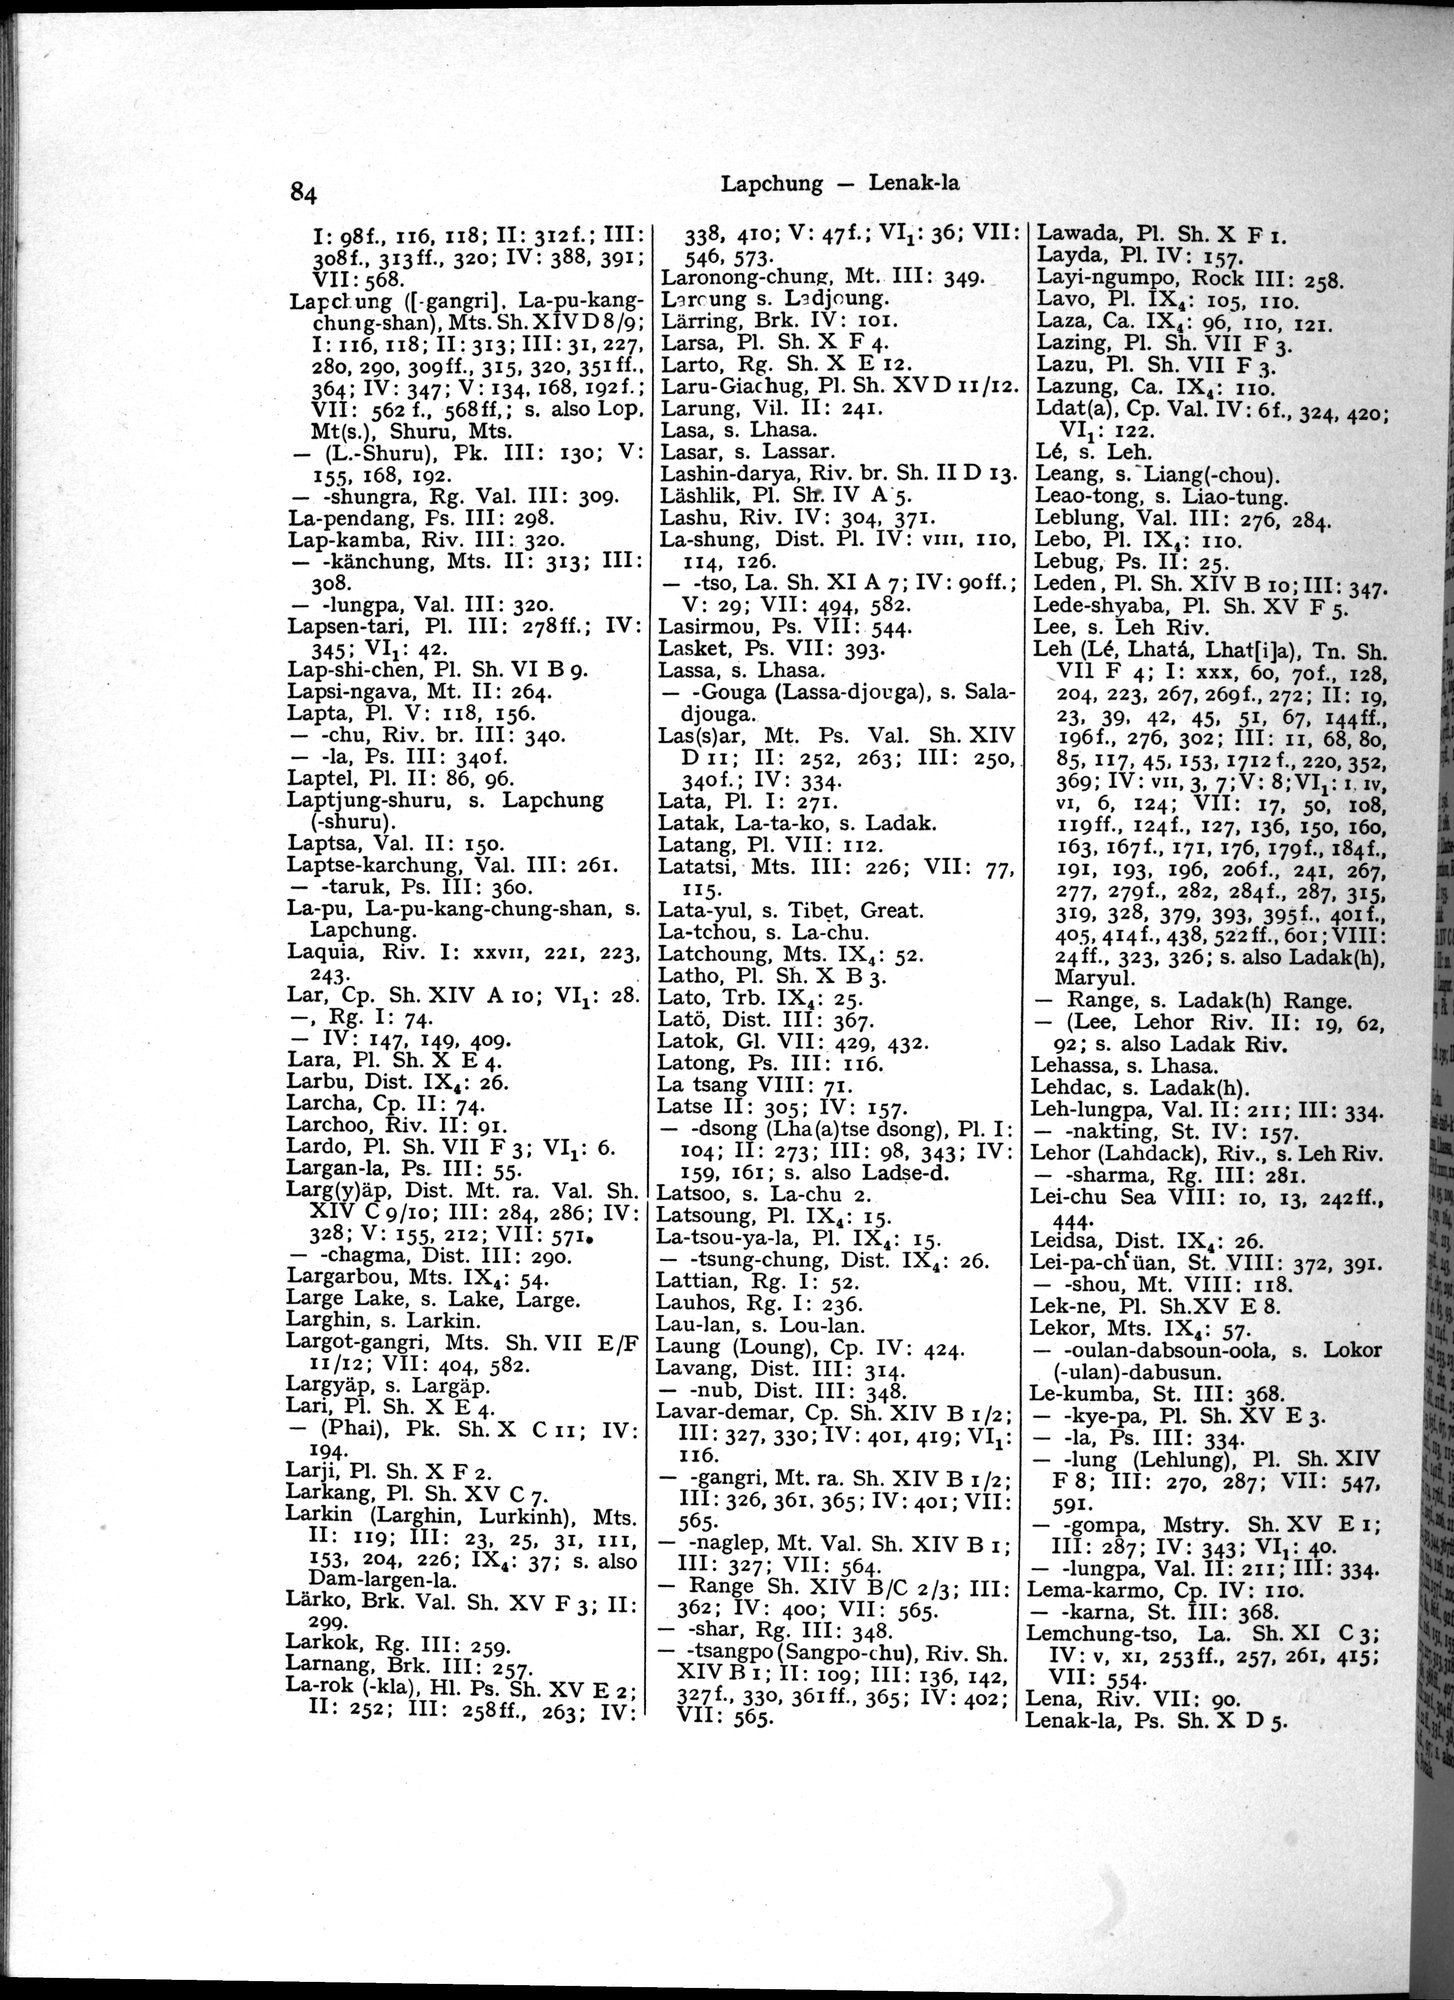 84
Lapchung — Lenak-la
I: 98f., 116, 118; II: 312f.; III:
308f., 313ff., 320; IV: 388, 391;
VII: 568.
Lapchung ([-gangri], La-pu-kang-
chung-shan), Mts. Sh. XIV D 8/9;
I: 116, 118; II: 313; III: 31, 227,
280, 290, 309ff., 315, 320, 351ff.,
364; IV: 347; V: 134, 168, 192f.;
VII: 562 f., 568ff,; s. also Lop,
Mt(s.), Shuru, Mts.
— (L.-Shuru), Pk. III: 130; V:
155, 168, 192.
— -shungra, Rg. Val. III: 309.
La-pendang, Ps. III: 298.
Lap-kamba, Riv. III: 320.
— -känchung, Mts. II: 313; III:
308.
— -lungpa, Val. III: 320.
Lapsen-tari, Pl. III: 278ff.; IV:
345; VI₁: 42.
Lap-shi-chen, Pl. Sh. VI B 9.
Lapsi-ngava, Mt. II: 264.
Lapta, Pl. V: 118, 156.
— -chu, Riv. br. III: 340.
— -la, Ps. III: 340f.
Laptel, Pl. II: 86, 96.
Laptjung-shuru, s. Lapchung
(-shuru).
Laptsa, Val. II: 150.
Laptse-karchung, Val. III: 261.
— -taruk, Ps. III: 360.
La-pu, La-pu-kang-chung-shan, s.
Lapchung.
Laquia, Riv. I: xxvii, 221, 223,
243.
Lar, Cp. Sh. XIV A 10; VI₁: 28.
—, Rg. I: 74.
— IV: 147, 149, 409.
Lara, Pl. Sh. X E 4.
Larbu, Dist. IX₄: 26.
Larcha, Cp. II: 74.
Larchoo, Riv. II: 91.
Lardo, Pl. Sh. VII F 3; VI₁: 6.
Largan-la, Ps. III: 55.
Larg(y)äp, Dist. Mt. ra. Val. Sh.
XIV C 9/10; III: 284, 286; IV:
328; V: 155, 212; VII: 571.
— -chagma, Dist. III: 290.
Largarbou, Mts. IX₄: 54.
Large Lake, s. Lake, Large.
Larghin, s. Larkin.
Largot-gangri, Mts. Sh. VII E/F
11/12; VII: 404, 582.
Largyäp, s. Largäp.
Lari, Pl. Sh. X E 4.
— (Phai), Pk. Sh. X C 11; IV:
194.
Larji, Pl. Sh. X F 2.
Larkang, Pl. Sh. XV C 7.
Larkin (Larghin, Lurkinh), Mts.
II: 119; III: 23, 25, 31, 111,
153, 204, 226; IX₄: 37; s. also
Dam-largen-la.
Lärko, Brk. Val. Sh. XV F 3; II:
299.
Larkok, Rg. III: 259.
Larnang, Brk. III: 257.
La-rok (-kla), Hl. Ps. Sh. XV E 2;
II: 252; III: 258ff., 263; IV:
338, 410; V: 47f.; VI₁: 36; VII:
546, 573.
Laronong-chung, Mt. III: 349.
Laroung s. Ladjoung.
Lärring, Brk. IV: 101.
Larsa, Pl. Sh. X F 4.
Larto, Rg. Sh. X E 12.
Laru-Giachug, Pl. Sh. XV D 11/12.
Larung, Vil. II: 241.
Lasa, s. Lhasa.
Lasar, s. Lassar.
Lashin-darya, Riv. br. Sh. II D 13.
Läshlik, Pl. Sh. IV A 5.
Lashu, Riv. IV: 304, 371.
La-shung, Dist. Pl. IV: viii, 110,
114, 126.
— -tso, La. Sh. XI A 7; IV: 90ff.;
V: 29; VII: 494, 582.
Lasirmou, Ps. VII: 544.
Lasket, Ps. VII: 393.
Lassa, s. Lhasa.
— -Gouga (Lassa-djouga), s. Sala-
djouga.
Las(s)ar, Mt. Ps. Val. Sh. XIV
D 11; II: 252, 263; III: 250,
340f.; IV: 334.
Lata, Pl. I: 271.
Latak, La-ta-ko, s. Ladak.
Latang, Pl. VII: 112.
Latatsi, Mts. III: 226; VII: 77,
115.
Lata-yul, s. Tibet, Great.
La-tchou, s. La-chu.
Latchoung, Mts. IX₄: 52.
Latho, Pl. Sh. X B 3.
Lato, Trb. IX₄: 25.
Latö, Dist. III: 367.
Latok, Gl. VII: 429, 432.
Latong, Ps. III: 116.
La tsang VIII: 71.
Latse II: 305; IV: 157.
— -dsong (Lha(a)tse dsong), Pl. I:
104; II: 273; III: 98, 343; IV:
159, 161; s. also Ladse-d.
Latsoo, s. La-chu 2.
Latsoung, Pl. IX₄: 15.
La-tsou-ya-la, Pl. IX₄: 15.
— -tsung-chung, Dist. IX₄: 26.
Lattian, Rg. I: 52.
Lauhos, Rg. I: 236.
Lau-lan, s. Lou-lan.
Laung (Loung), Cp. IV: 424.
Lavang, Dist. III: 314.
— -nub, Dist. III: 348.
Lavar-demar, Cp. Sh. XIV B 1/2;
III: 327, 330; IV: 401, 419; VI₁:
116.
— -gangri, Mt. ra. Sh. XIV B 1/2;
III: 326, 361, 365; IV: 401; VII:
565.
— -naglep, Mt. Val. Sh. XIV B 1;
III: 327; VII: 564.
— Range Sh. XIV B/C 2/3; III:
362; IV: 400; VII: 565.
— -shar, Rg. III: 348.
— -tsangpo (Sangpo-chu), Riv. Sh.
XIV B 1; II: 109; III: 136, 142,
327f., 330, 361ff., 365; IV: 402;
VII: 565.
Lawada, Pl. Sh. X F 1.
Layda, Pl. IV: 157.
Layi-ngumpo, Rock III: 258.
Lavo, Pl. IX₄: 105, 110.
Laza, Ca. IX₄: 96, 110, 121.
Lazing, Pl. Sh. VII F 3.
Lazu, Pl. Sh. VII F 3.
Lazung, Ca. IX₄: 110.
Ldat(a), Cp. Val. IV: 6f., 324, 420;
VI₁: 122.
Lé, s. Leh.
Leang, s. Liang(-chou).
Leao-tong, s. Liao-tung.
Leblung, Val. III: 276, 284.
Lebo, Pl. IX₄: 110.
Lebug, Ps. II: 25.
Leden, Pl. Sh. XIV B 10; III: 347.
Lede-shyaba, Pl. Sh. XV F 5.
Lee, s. Leh Riv.
Leh (Lé, Lhatá, Lhat[i]a), Tn. Sh.
VII F 4; I: xxx, 60, 70f., 128,
204, 223, 267, 269f., 272; II: 19,
23, 39, 42, 45, 51, 67, 144ff.,
196f., 276, 302; III: 11, 68, 80,
85, 117, 45, 153, 1712f., 220, 352,
369; IV: vii, 3, 7; V: 8; VI₁: 1, iv,
vi, 6, 124; VII: 17, 50, 108,
119ff., 124f., 127, 136, 150, 160,
163, 167f., 171, 176, 179f., 184f.,
191, 193, 196, 206f., 241, 267,
277, 279f., 282, 284f., 287, 315,
319, 328, 379, 393, 395f., 401f.,
405, 414f., 438, 522ff., 601; VIII:
24ff., 323, 326; s. also Ladak(h),
Maryul.
— Range, s. Ladak(h) Range.
— (Lee, Lehor Riv. II: 19, 62,
92; s. also Ladak Riv.
Lehassa, s. Lhasa.
Lehdac, s. Ladak(h).
Leh-lungpa, Val. II: 211; III: 334.
— -nakting, St. IV: 157.
Lehor (Lahdack), Riv., s. Leh Riv.
— -sharma, Rg. III: 281.
Lei-chu Sea VIII: 10, 13, 242ff.,
444.
Leidsa, Dist. IX₄: 26.
Lei-pa-chʽüan, St. VIII: 372, 391.
— -shou, Mt. VIII: 118.
Lek-ne, Pl. Sh.XV E 8.
Lekor, Mts. IX₄: 57.
— -oulan-dabsoun-oola, s. Lokor
(-ulan)-dabusun.
Le-kumba, St. III: 368.
— -kye-pa, Pl. Sh. XV E 3.
— -la, Ps. III: 334.
— -lung (Lehlung), Pl. Sh. XIV
F 8; III: 270, 287; VII: 547,
591.
— -gompa, Mstry. Sh. XV E 1;
III: 287; IV: 343; VI₁: 40.
— -lungpa, Val. II: 211; III: 334.
Lema-karmo, Cp. IV: 110.
— -karna, St. III: 368.
Lemchung-tso, La. Sh. XI C 3;
IV: v, xi, 253ff., 257, 261, 415;
VII: 554.
Lena, Riv. VII: 90.
Lenak-la, Ps. Sh. X D 5.